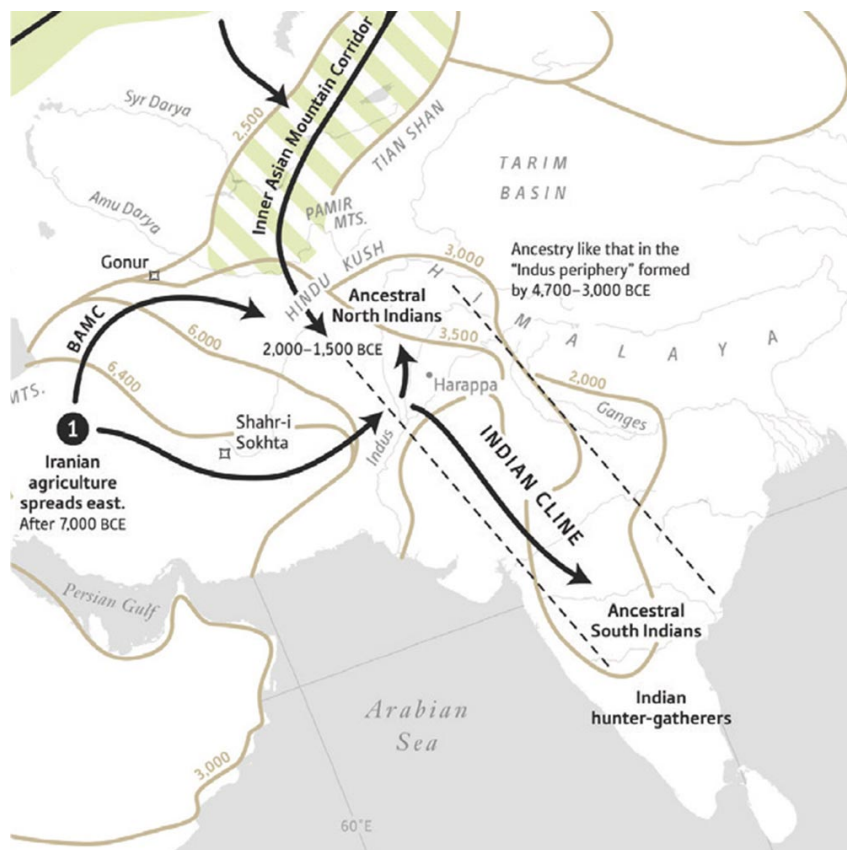 Inner Asian Mountain Corridor
Syr Darya
2,500
TIAN SHAN
TARIM
BASIN
Amu Darya
PAMIR
MTS.
Gonur
HINDU KUSH
3,000
Ancestry like that in the
“Indus periphery” formed
by 4,700–3,000 BCE
HIMALAYA
Ancestral
North Indians
BAMC
6,000
2,000–1,500 BCE
3,500
6,400
MTS.
Harappa
2,000
Ganges
1
Shahr-i
Sokhta
Indus
INDIAN CLINE
Iranian
agriculture
spreads east.
After 7,000 BCE
Persian Gulf
Ancestral
South Indians
Indian
hunter-gatherers
Arabian
Sea
3,000
60°E